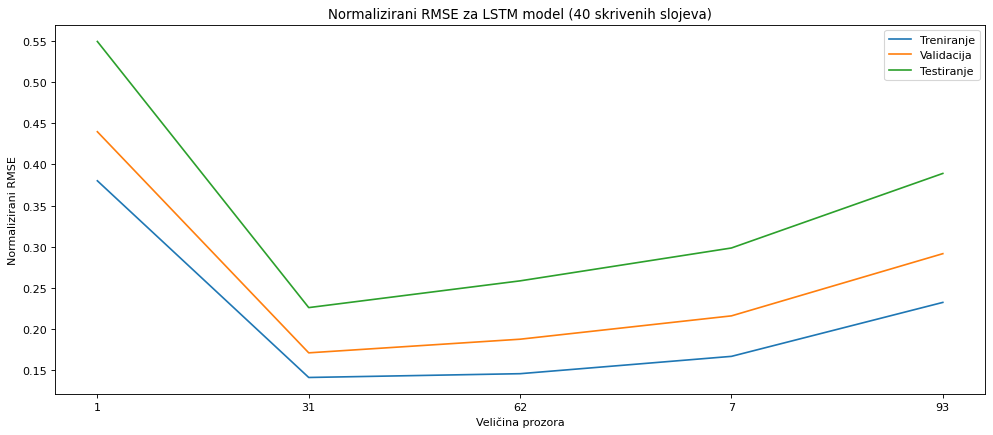 Normalizirani RMSE za LSTM model (40 skrivenih slojeva)
Treniranje
Validacija
Testiranje
Normalizirani RMSE
0.55
0.50
0.45
0.40
0.35
0.30
0.25
0.20
0.15
1 31 62 7 93
Veličina prozora